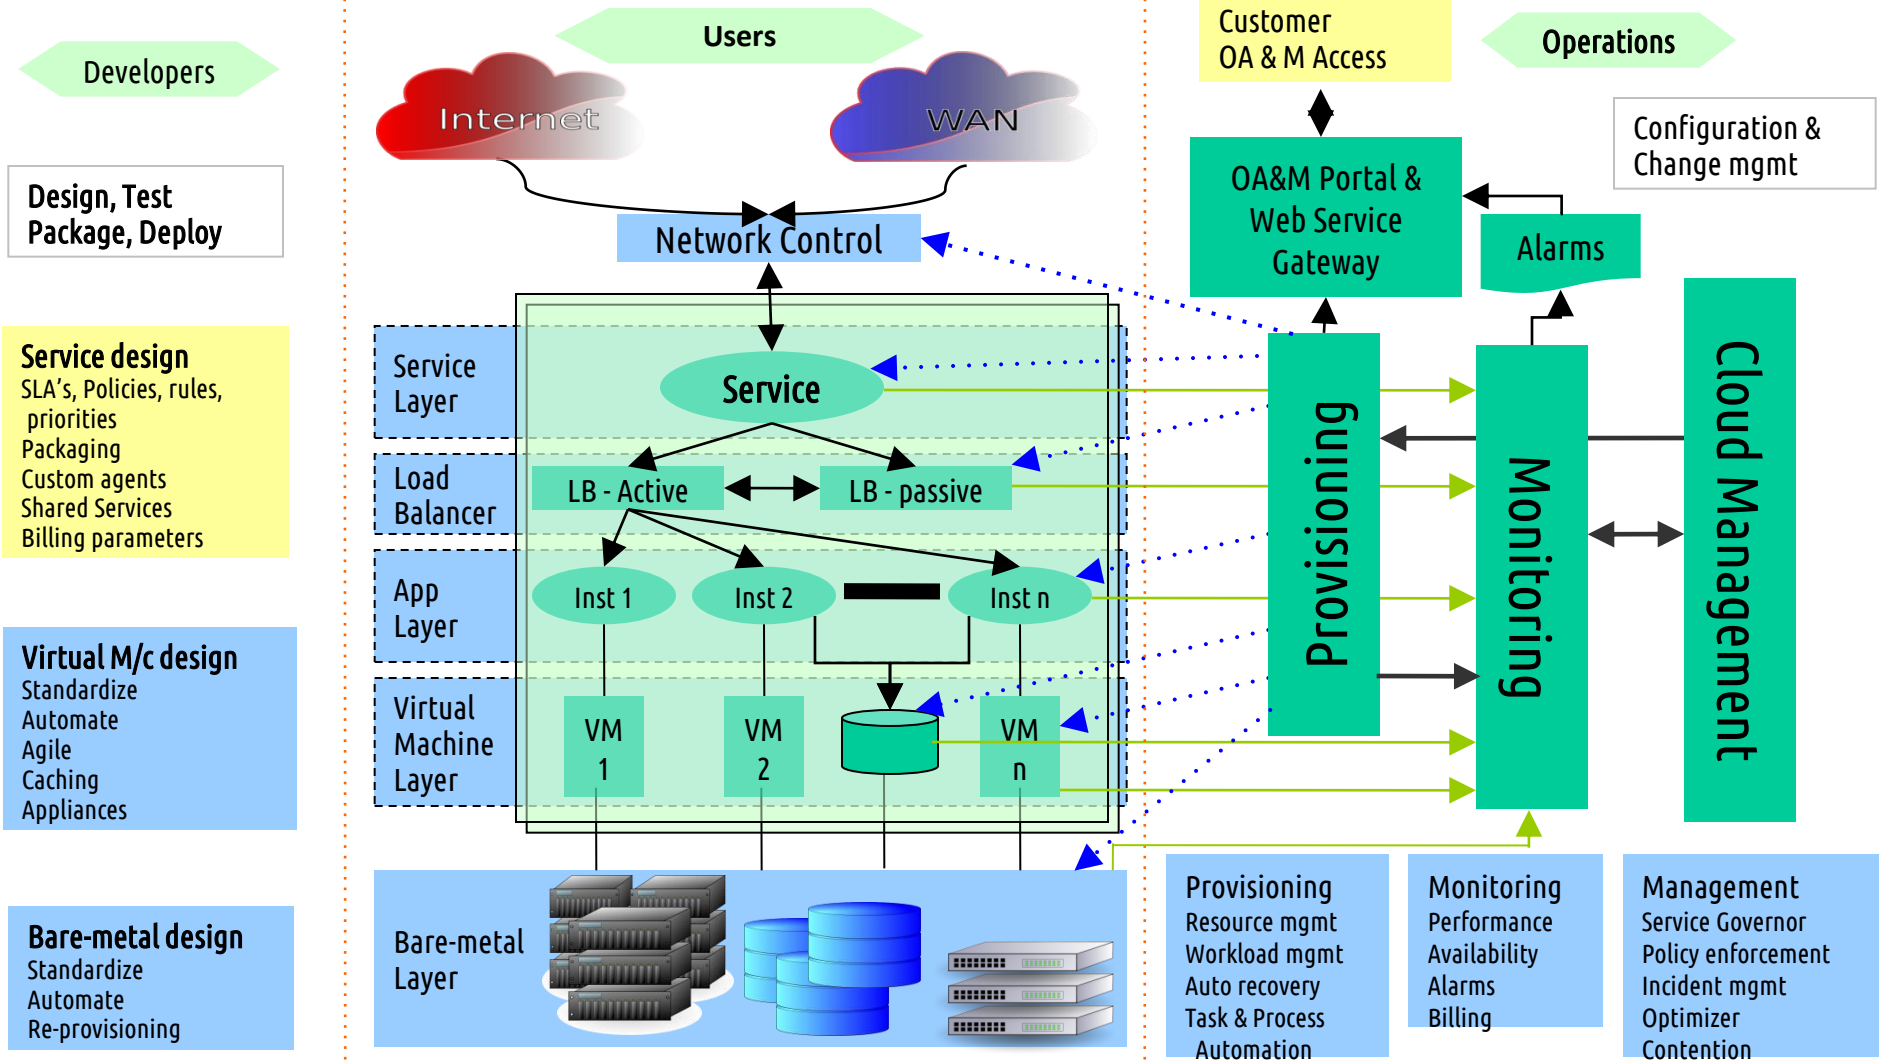 Developers
Design, Test
Package, Deploy
Service design
SLA's, Policies, rules,
priorities
Packaging
Custom agents
Shared Services
Billing parameters
Virtual M/c design
Standardize
Automate
Agile
Caching
Appliances
Bare-metal design
Standardize
Automate
Re-provisioning
Users
Internet
WAN
Network Control
Service
Layer
Service
Load
Balancer
LB - Active
LB - passive
App
Layer
Inst 1
Inst 2
Inst n
Virtual
Machine
Layer
VM
1
VM
2
VM
n
Bare-metal
Layer
Customer
OA & M Access
Operations
Configuration &
Change mgmt
OA&M Portal &
Web Service
Gateway
Alarms
Provisioning
Monitoring
Cloud Management
Provisioning
Resource mgmt
Workload mgmt
Auto recovery
Task & Process
Automation
Monitoring
Performance
Availability
Alarms
Billing
Management
Service Governor
Policy enforcement
Incident mgmt
Optimizer
Contention